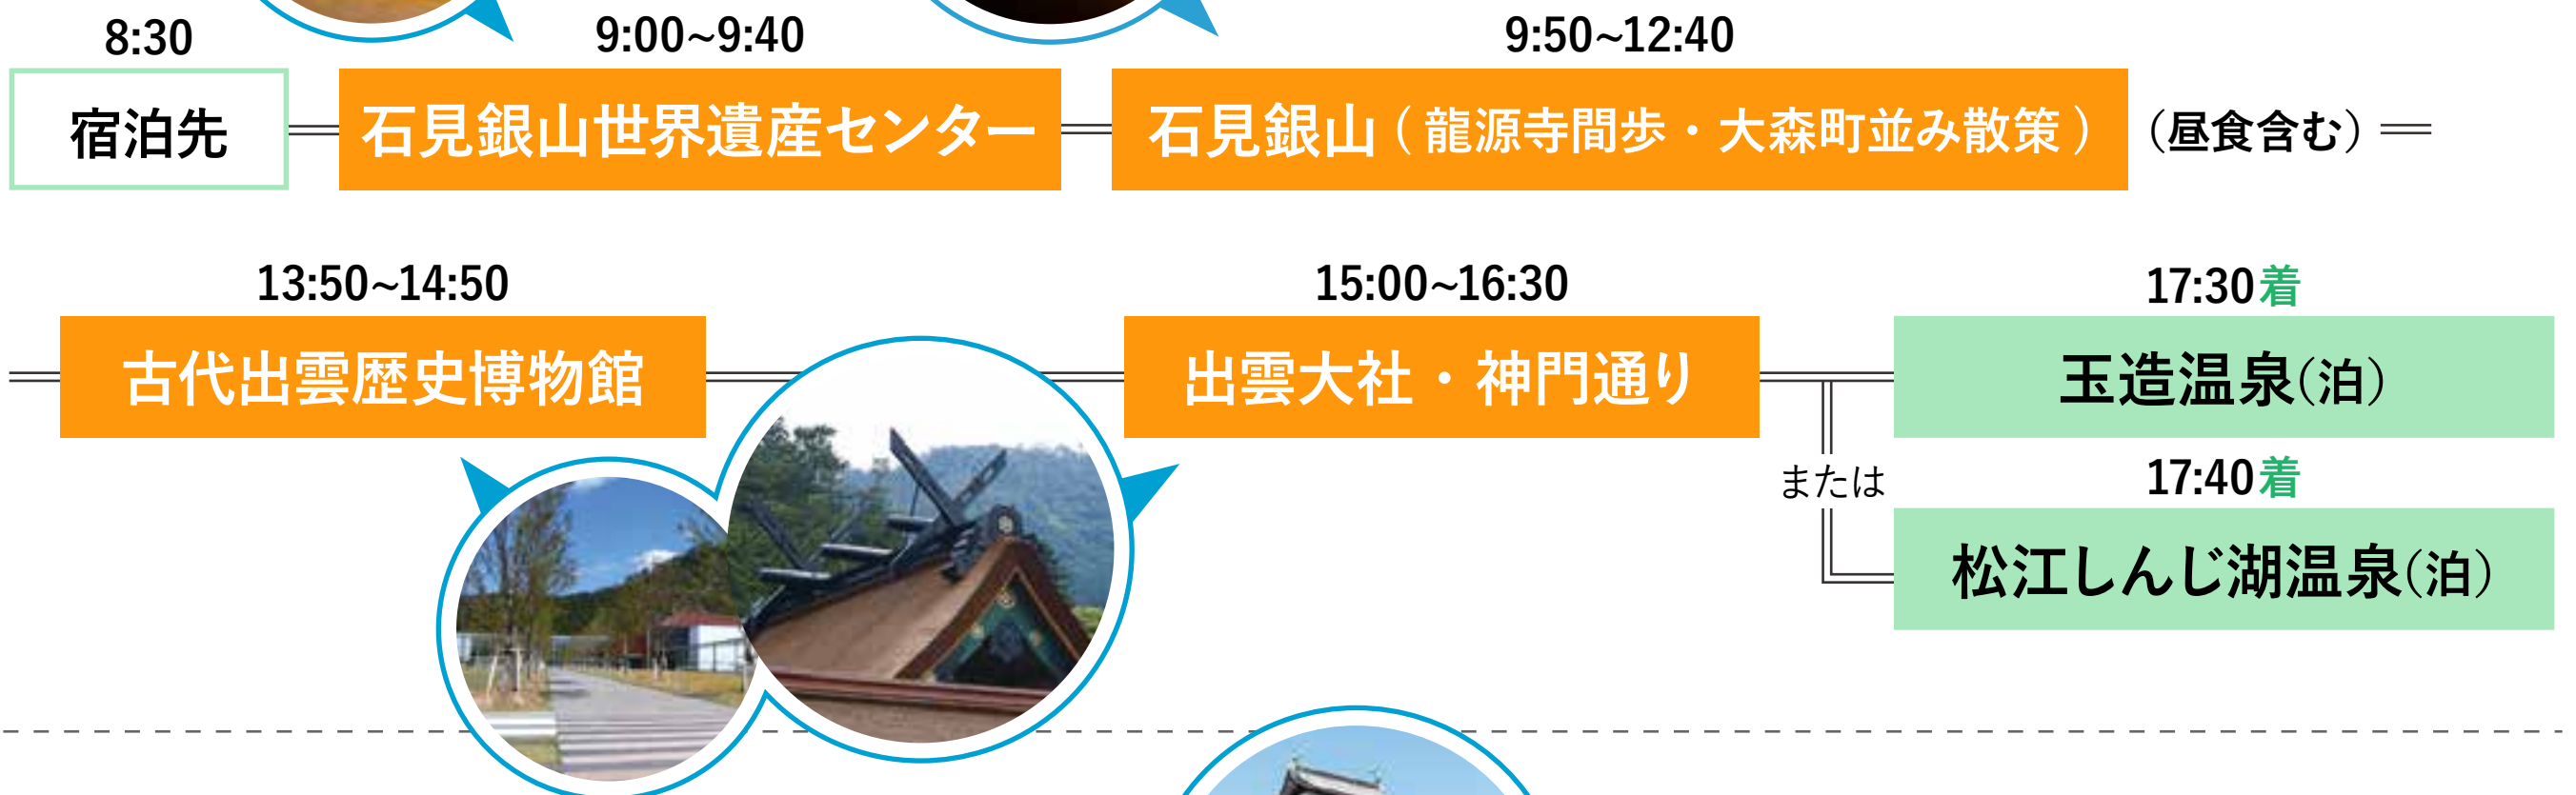 8:30 9:00~9:40 9:50~12:40
宿泊先 石見銀山世界遺産センター 石見銀山(龍源寺間歩・大森町並み散策) (昼食含む)
13:50~14:50 15:00~16:30 17:30着
古代出雲歴史博物館 出雲大社・神門通り 玉造温泉(泊)
または 17:40着
松江しんじ湖温泉(泊)